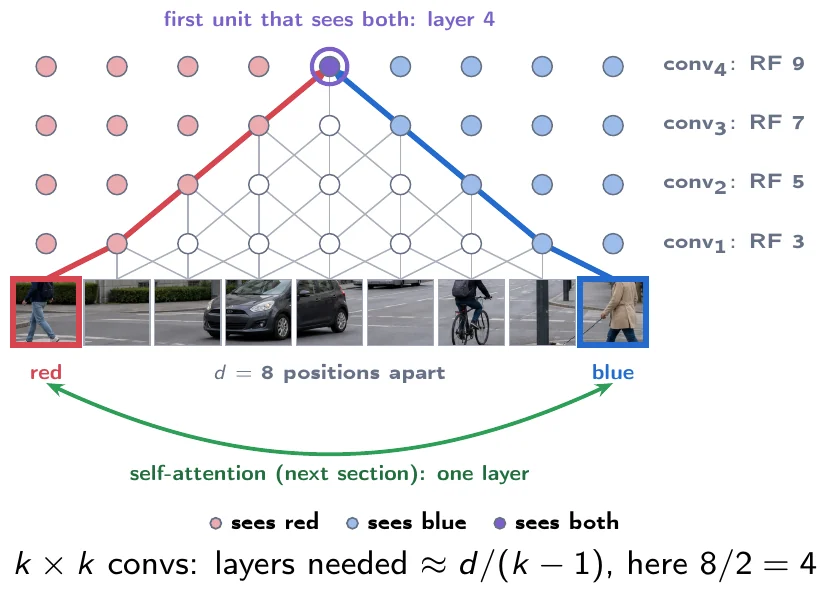 first unit that sees both: layer 4
conv₄: RF 9
conv₃: RF 7
conv₂: RF 5
conv₁: RF 3
red
d = 8 positions apart
blue
self-attention (next section): one layer
sees red
sees blue
sees both
k × k convs: layers needed ≈ d/(k − 1), here 8/2 = 4